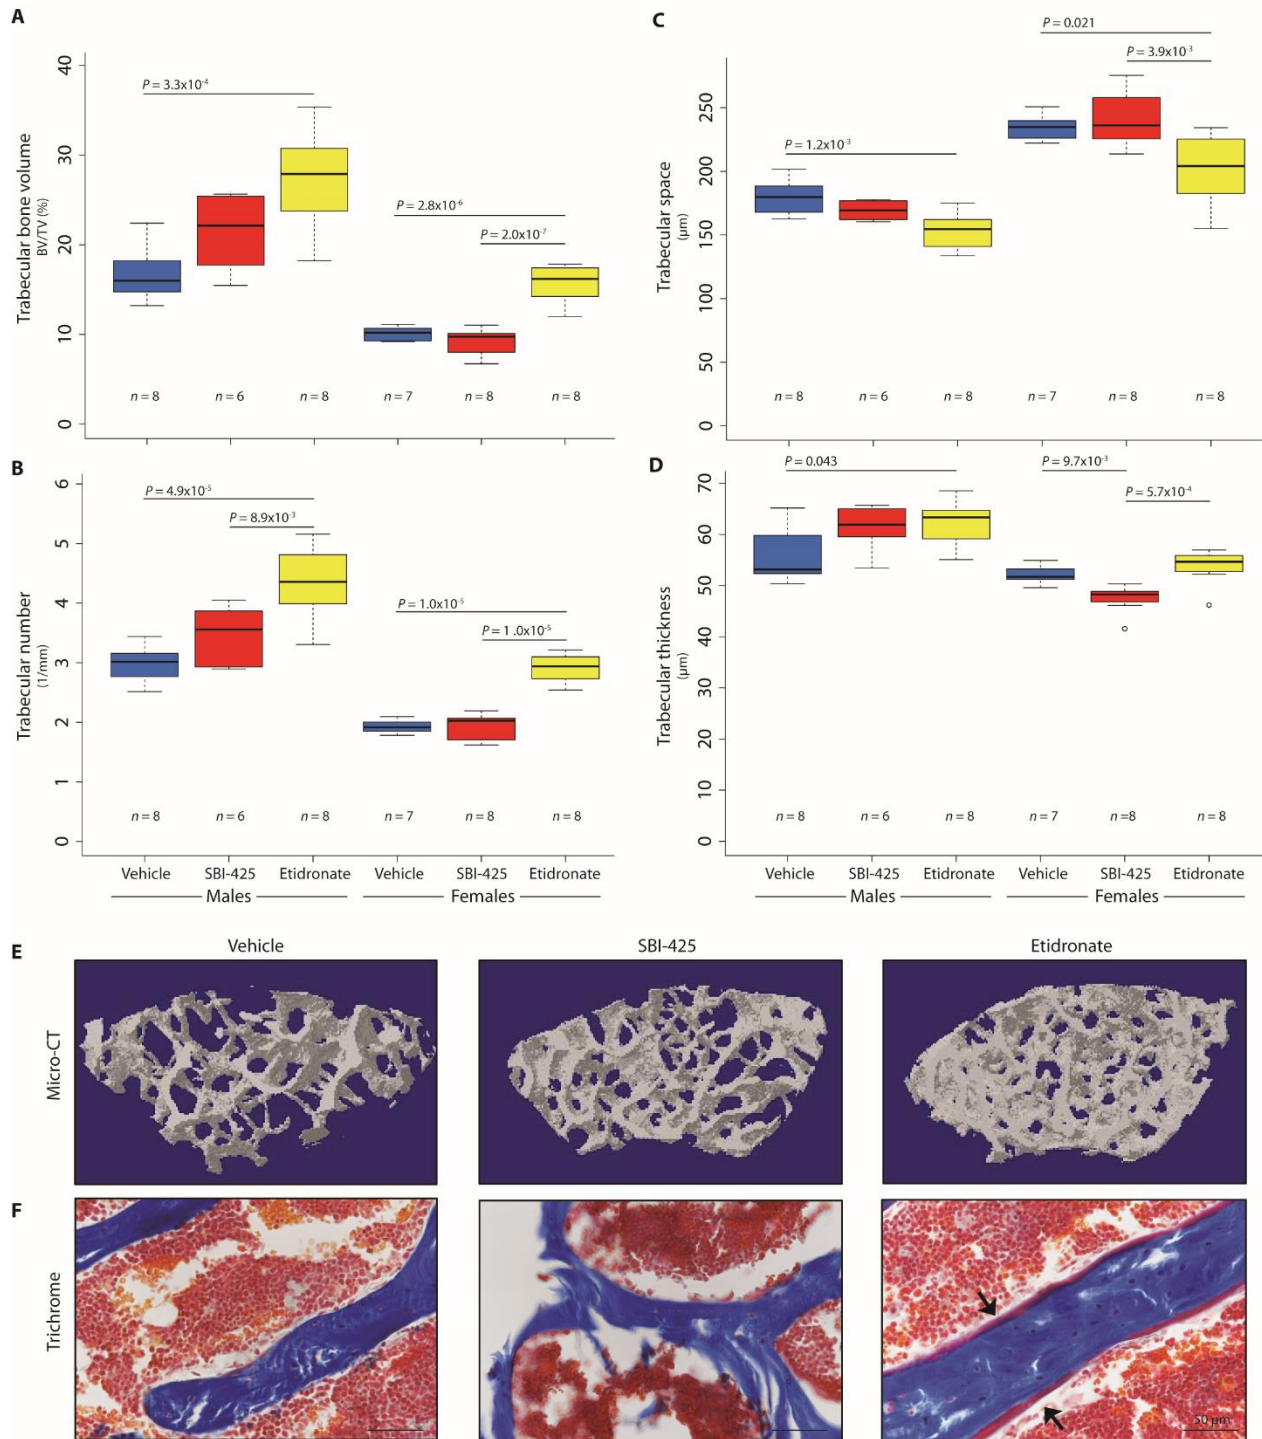 A
Trabecular bone volume
BV/TV (%)
40
30
20
10
0
P = 3.3x10-4
P = 2.8x10-6
P = 2.0x10-7
n = 8
n = 6
n = 8
n = 7
n = 8
n = 8
C
Trabecular space
(µm)
250
200
150
100
50
0
P = 0.021
P = 3.9x10-3
P = 1.2x10-3
n = 8
n = 6
n = 8
n = 7
n = 8
n = 8
B
Trabecular number
(1/mm)
6
5
4
3
2
1
0
P = 4.9x10-5
P = 8.9x10-3
P = 1.0x10-5
P = 1 .0x10-5
n = 8
n = 6
n = 8
n = 7
n = 8
n = 8
Vehicle
SBI-425
Etidronate
Vehicle
SBI-425
Etidronate
Males
Females
D
Trabecular thickness
(µm)
70
60
50
40
30
20
10
0
P = 0.043
P = 9.7x10-3
P = 5.7x10-4
n = 8
n = 6
n = 8
n = 7
n =8
n = 8
Vehicle
SBI-425
Etidronate
Vehicle
SBI-425
Etidronate
Males
Females
E
Vehicle
SBI-425
Etidronate
Micro-CT
F
Trichrome
50 µm